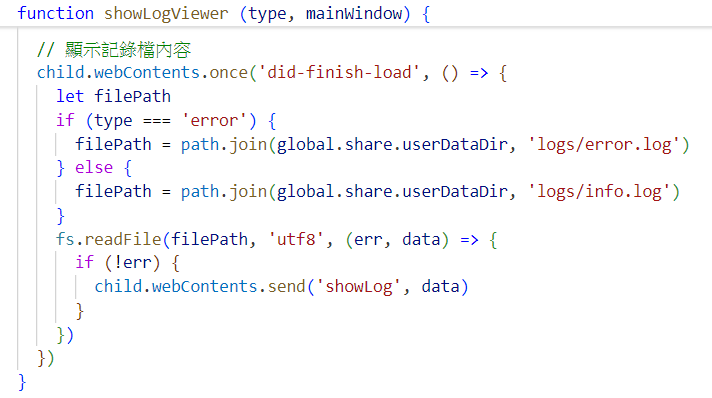 function showLogViewer (type, mainWindow) {
// 顯示記錄檔內容
child.webContents.once('did-finish-load', () => {
let filePath
if (type === 'error') {
filePath = path.join(global.share.userDataDir, 'logs/error.log')
} else {
filePath = path.join(global.share.userDataDir, 'logs/info.log')
}
fs.readFile(filePath, 'utf8', (err, data) => {
if (!err) {
child.webContents.send('showLog', data)
}
})
})
}